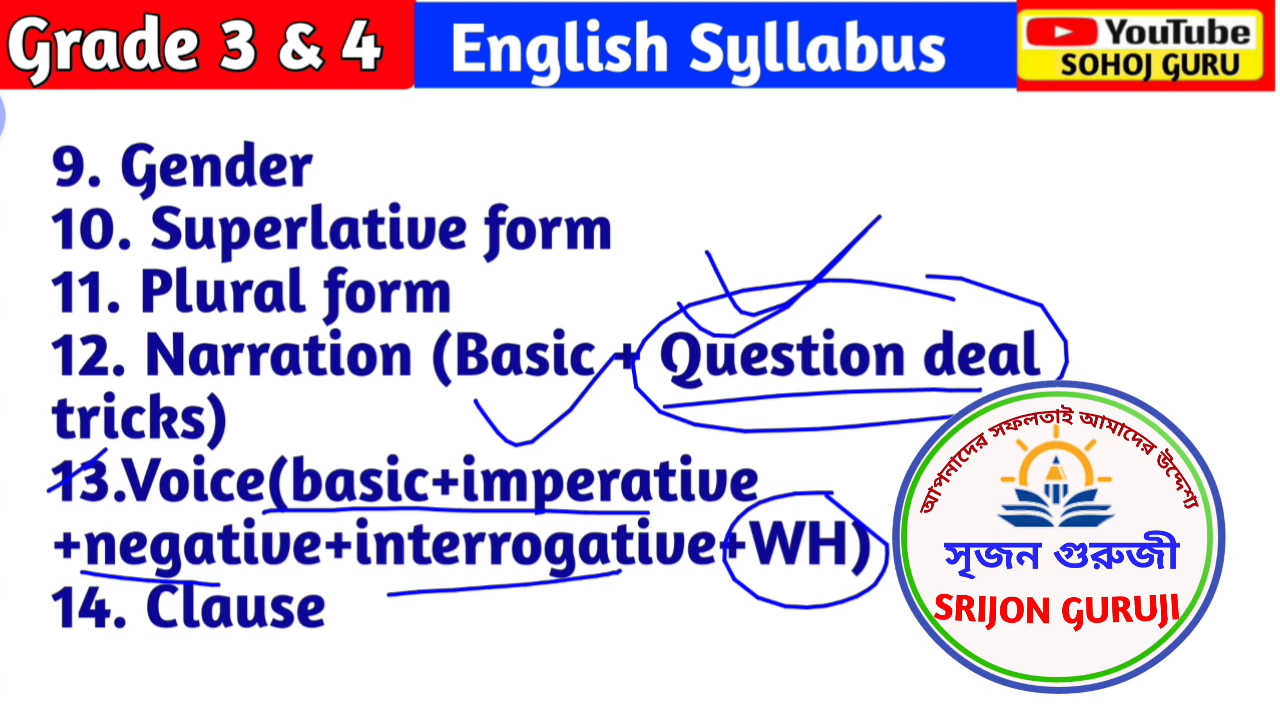 Grade 3 & 4
English Syllabus
YouTube
SOHOJ GURU
9. Gender
10. Superlative form
11. Plural form
12. Narration (Basic + Question deal
tricks)
13.Voice(basic+imperative
+negative+interrogative+WH)
14. Clause
আপনাদের সফলতাই আমাদের উদ্দেশ্য
সৃজন গুরুজী
SRIJON GURUJI